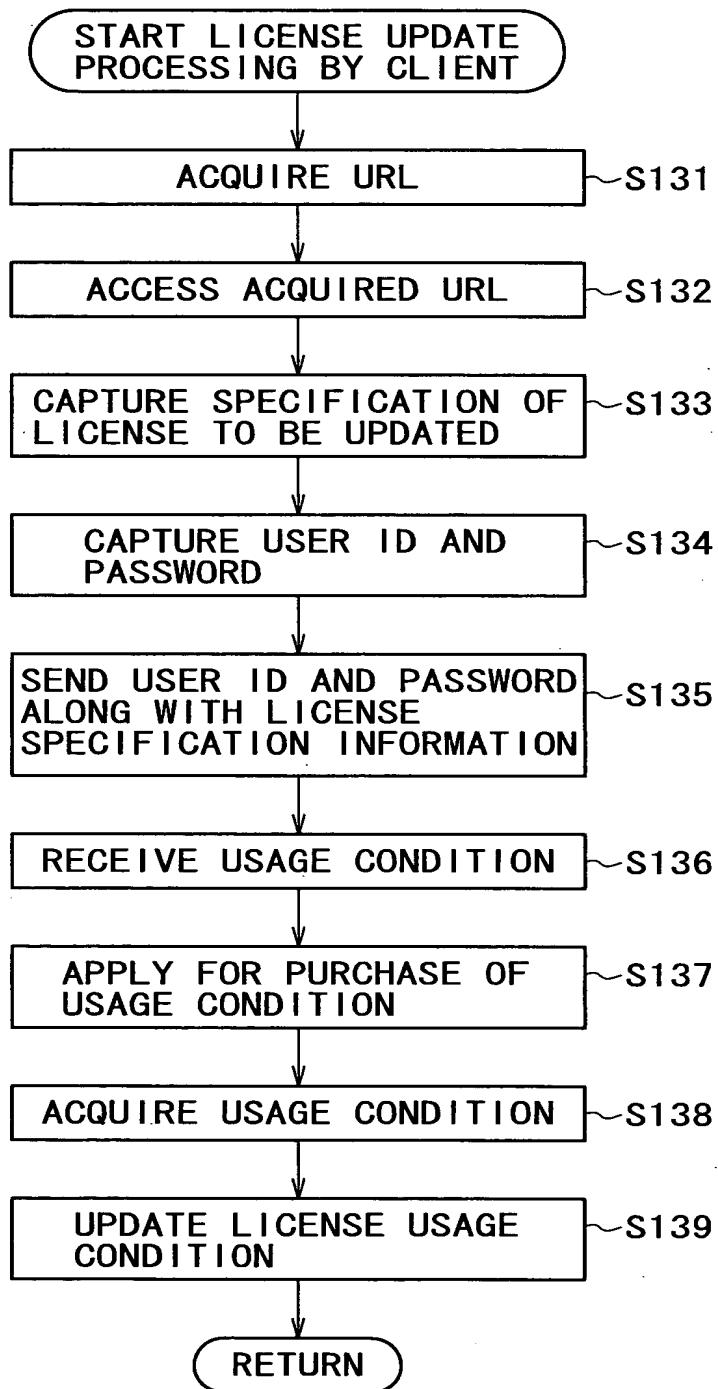 START LICENSE UPDATE
PROCESSING BY CLIENT
ACQUIRE URL
S131
ACCESS ACQUIRED URL
S132
CAPTURE SPECIFICATION OF
LICENSE TO BE UPDATED
S133
CAPTURE USER ID AND
PASSWORD
S134
SEND USER ID AND PASSWORD
ALONG WITH LICENSE
SPECIFICATION INFORMATION
S135
RECEIVE USAGE CONDITION
S136
APPLY FOR PURCHASE OF
USAGE CONDITION
S137
ACQUIRE USAGE CONDITION
S138
UPDATE LICENSE USAGE
CONDITION
S139
RETURN